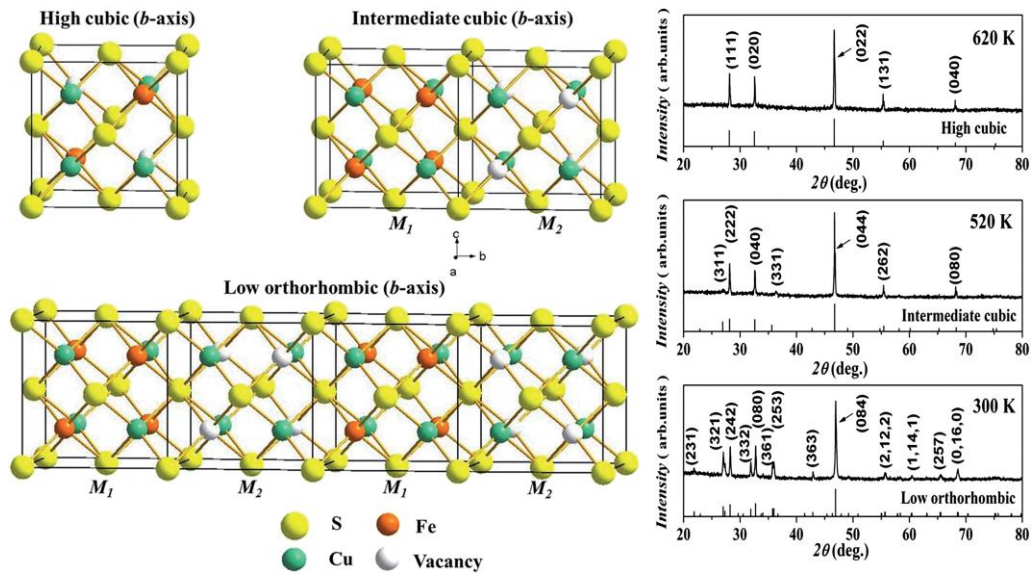 High cubic (b-axis)
Intermediate cubic (b-axis)
M1
M2
c
b
a
Low orthorhombic (b-axis)
M1
M2
M1
M2
S
Fe
Cu
Vacancy
Intensity ( arb.units )
620 K
(111)
(020)
(022)
(131)
(040)
High cubic
20 30 40 50 60 70 80
2θ (deg.)
Intensity ( arb.units )
520 K
(311)
(222)
(040)
(331)
(044)
(262)
(080)
Intermediate cubic
20 30 40 50 60 70 80
2θ (deg.)
Intensity ( arb.units )
300 K
(231)
(321)
(242)
(332)
(080)
(361)
(253)
(363)
(084)
(2,12,2)
(1,14,1)
(257)
(0,16,0)
Low orthorhombic
20 30 40 50 60 70 80
2θ (deg.)